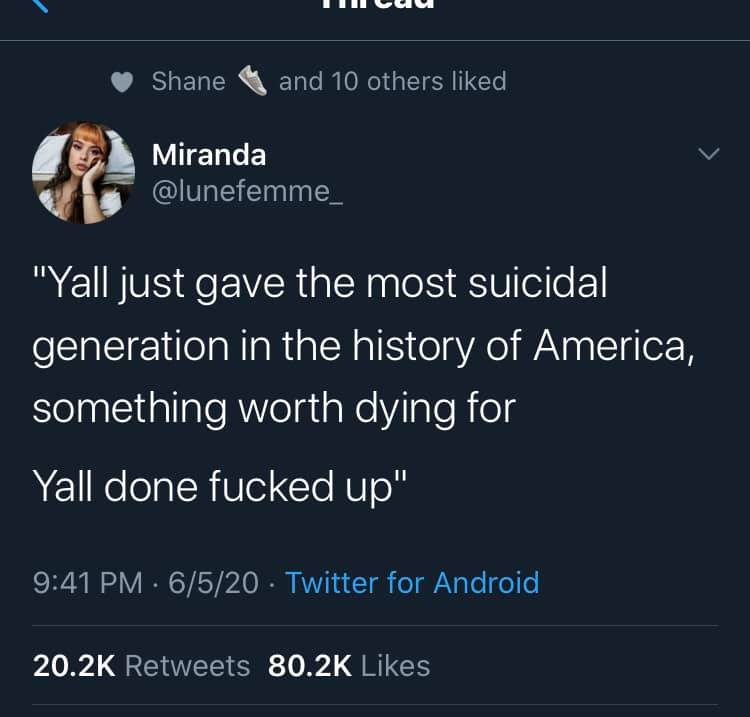 Thread
Shane and 10 others liked
Miranda
@lunefemme_
"Yall just gave the most suicidal
generation in the history of America,
something worth dying for
Yall done fucked up"
9:41 PM · 6/5/20 · Twitter for Android
20.2K Retweets 80.2K Likes